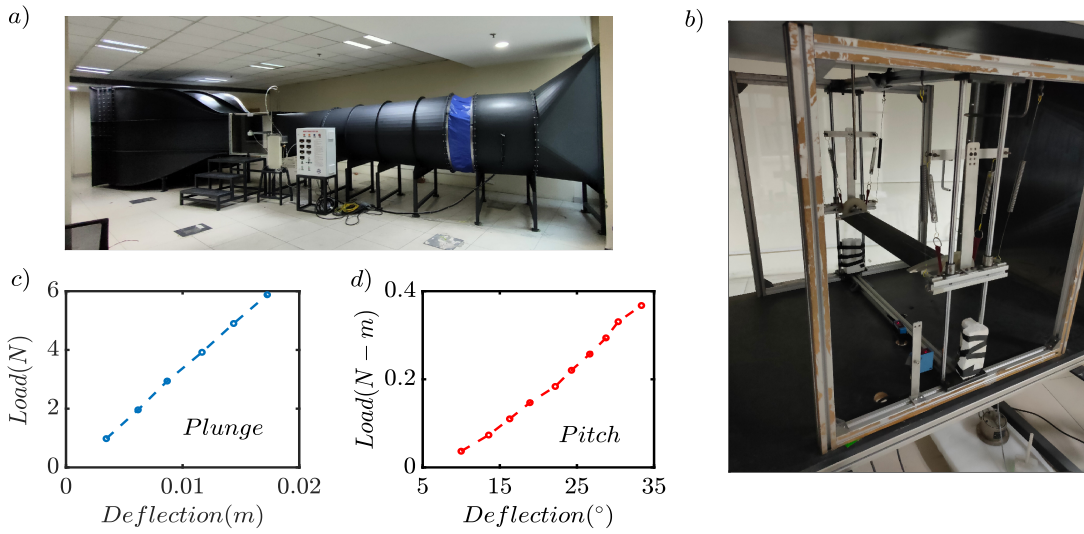 a)
b)
c)
6
4
2
0
0
0.01
0.02
Load(N)
Deflection(m)
Plunge
d)
0.4
0.2
0
5
15
25
35
Load(N − m)
Deflection(°)
Pitch